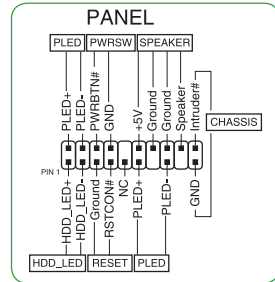 PANEL
PLED PWRSW SPEAKER
PLED+
PLED-
PWRBTN#
GND
+5V
Ground
Ground
Speaker
Intruder#
CHASSIS
PIN 1
HDD_LED+
HDD_LED-
Ground
RSTCON#
NC
PLED+
PLED-
GND
HDD_LED RESET PLED